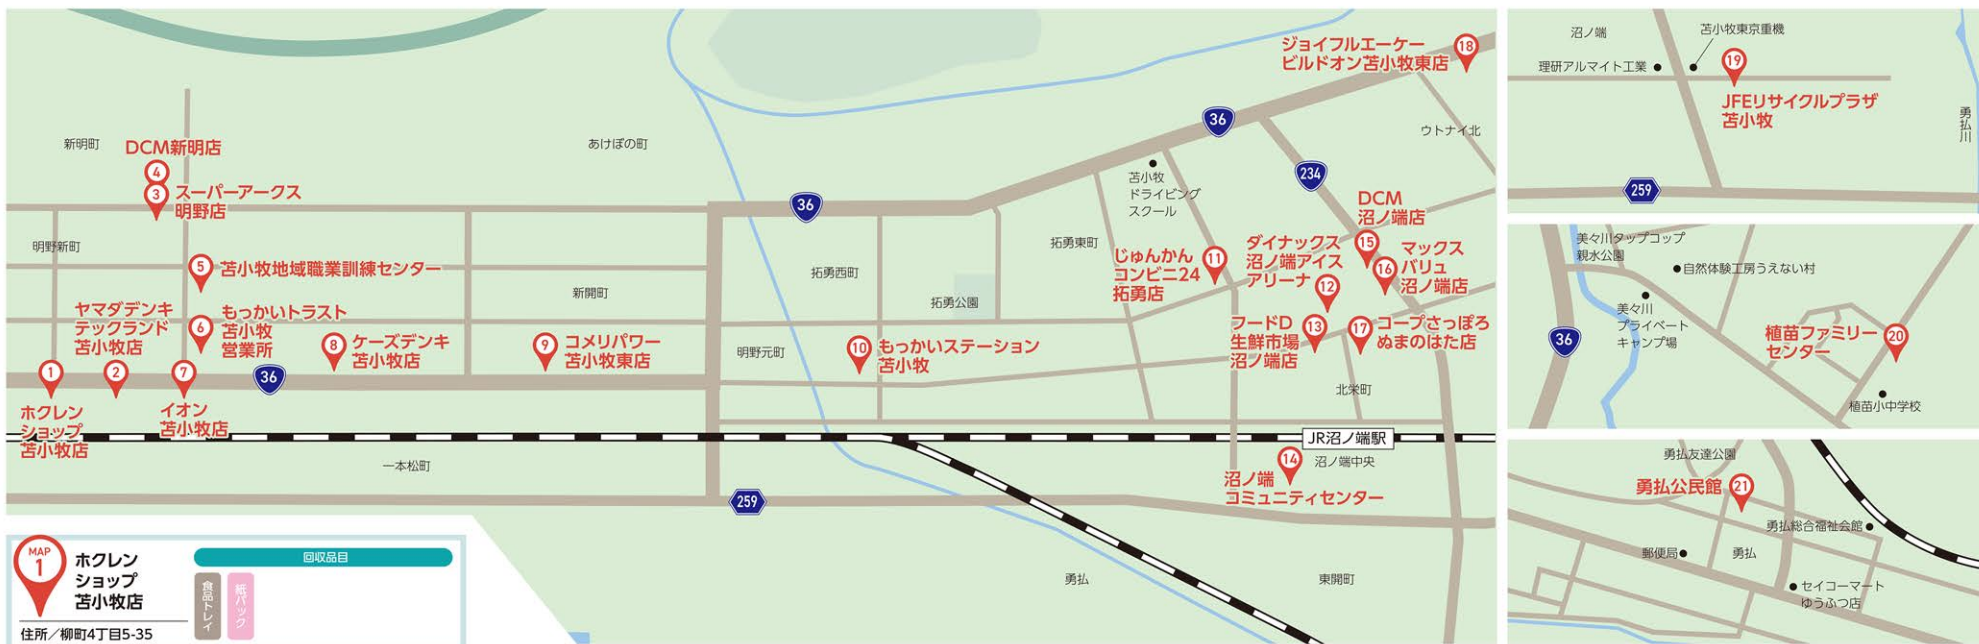 新明町
DCM新明店
4
3
スーパーアークス
明野店
明野新町
5
苫小牧地域職業訓練センター
ヤマダデンキ
テックランド
苫小牧店
6
もっかいトラスト
苫小牧
営業所
1
2
7
36
ホクレン
ショップ
苫小牧店
イオン
苫小牧店
8
ケーズデンキ
苫小牧店
9
コメリパワー
苫小牧東店
新開町
あけぼの町
36
拓勇西町
拓勇公園
明野元町
10
もっかいステーション
苫小牧
一本松町
259
拓勇東町
苫小牧
ドライビング
スクール
36
234
ジョイフルエーケー
ビルドオン苫小牧東店
18
ウトナイ北
じゅんかん
コンビニ24
拓勇店
11
ダイナックス
沼ノ端アイス
アリーナ
12
DCM
沼ノ端店
15
16
マックス
バリュ
沼ノ端店
フードD
生鮮市場
沼ノ端店
13
17
コープさっぽろ
ぬまのはた店
北栄町
JR沼ノ端駅
14
沼ノ端中央
沼ノ端
コミュニティセンター
勇払
東開町
MAP
1
ホクレン
ショップ
苫小牧店
住所／柳町4丁目5-35
回収品目
食品トレイ
紙パック
沼ノ端
苫小牧東京重機
理研アルマイト工業
19
JFEリサイクルプラザ
苫小牧
勇払川
259
美々川タップコップ
親水公園
自然体験工房うえない村
美々川
プライベート
キャンプ場
36
植苗ファミリー
センター
20
植苗小中学校
勇払友達公園
勇払公民館
21
勇払総合福祉会館
郵便局
勇払
セイコーマート
ゆうふつ店